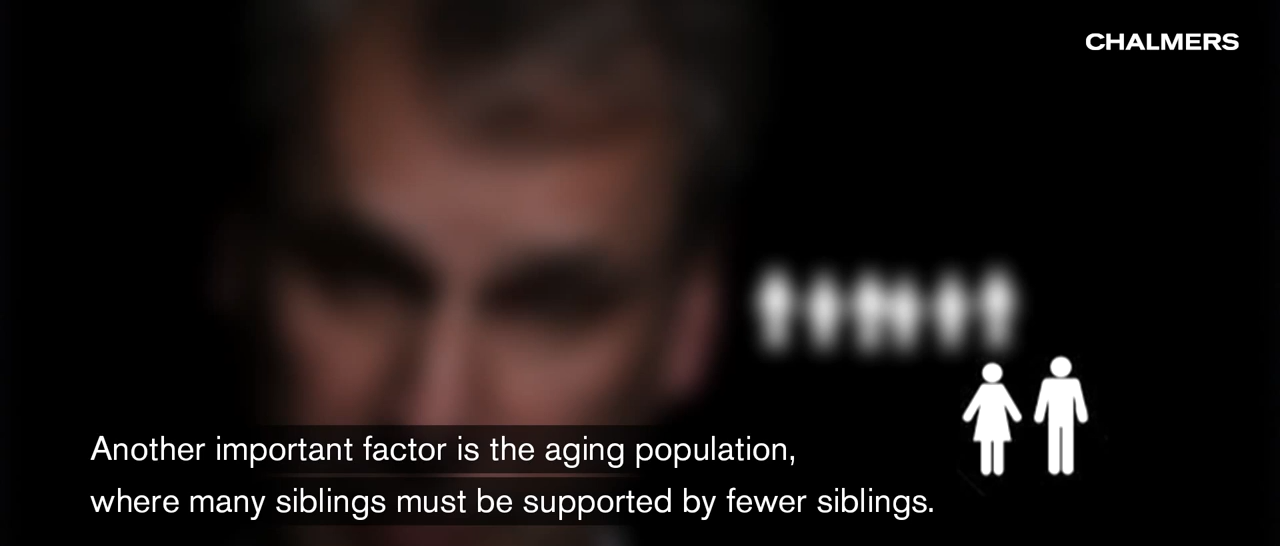 CHALMERS
Another important factor is the aging population,
where many siblings must be supported by fewer siblings.